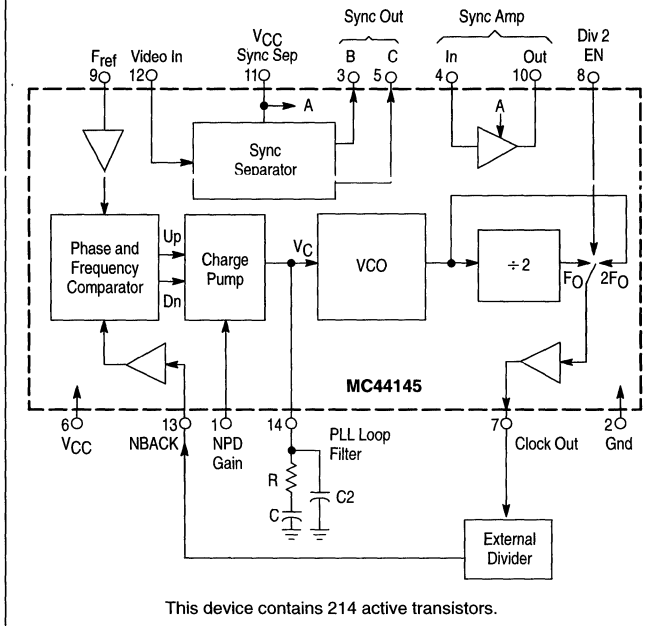 Sync Out
Sync Amp
VCC
Sync Sep
Div 2
EN
Fref
Video In
B
C
In
Out
9
12
11
3
5
4
10
8
A
A
Sync
Separator
Phase and
Frequency
Comparator
Up
Dn
Charge
Pump
VC
VCO
÷2
FO
2FO
MC44145
6
VCC
13
NBACK
1
NPD
Gain
14
PLL Loop
Filter
7
Clock Out
2
Gnd
R
C
C2
External
Divider
This device contains 214 active transistors.